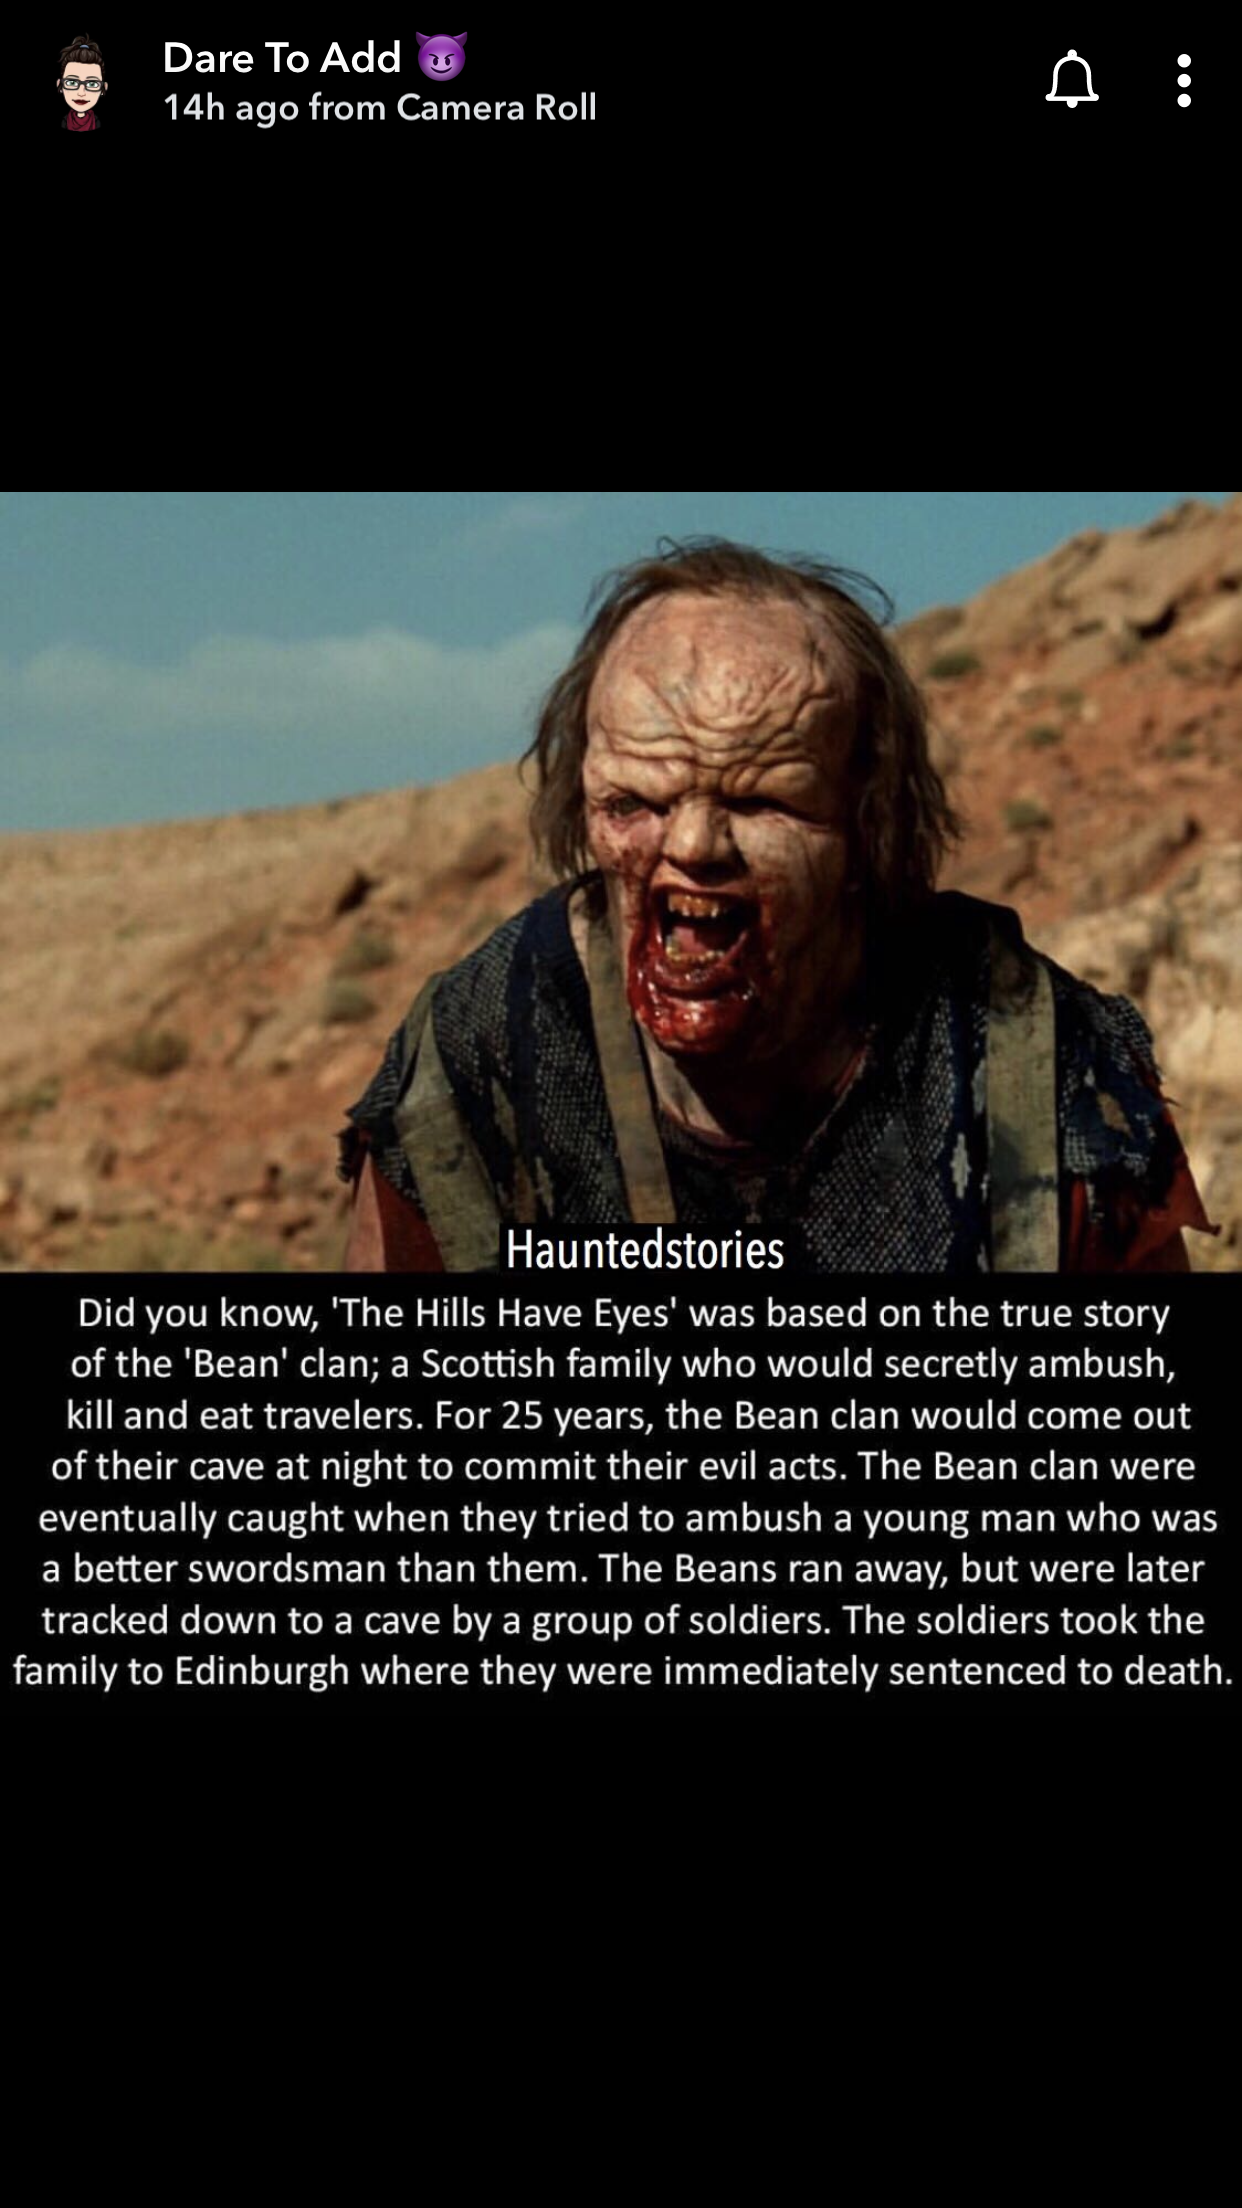 Dare To Add 😈
14h ago from Camera Roll
Hauntedstories
Did you know, 'The Hills Have Eyes' was based on the true story
of the 'Bean' clan; a Scottish family who would secretly ambush,
kill and eat travelers. For 25 years, the Bean clan would come out
of their cave at night to commit their evil acts. The Bean clan were
eventually caught when they tried to ambush a young man who was
a better swordsman than them. The Beans ran away, but were later
tracked down to a cave by a group of soldiers. The soldiers took the
family to Edinburgh where they were immediately sentenced to death.